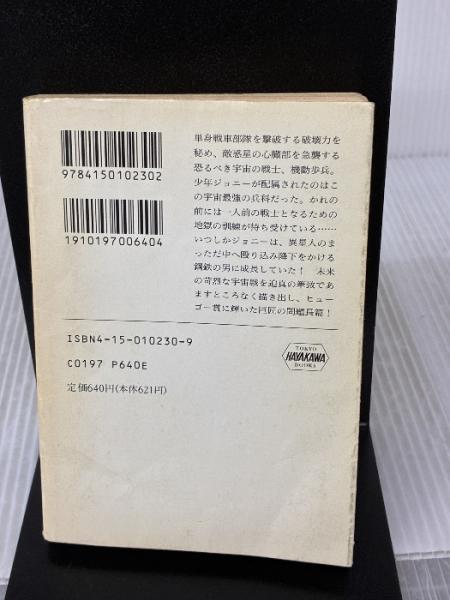 単身戦車部隊を撃破する破壊力を
秘め、敵惑星の心臓部を急襲する
恐るべき宇宙の戦士、機動歩兵。
少年ジョニーが配属されたのはこ
の宇宙最強の兵科だった。かれの
前には一人前の戦士となるための
地獄の訓練が待ち受けている……
いつしかジョニーは、異星人のま
っただ中へ殴り込み降下をかける
鋼鉄の男に成長していた! 未来
の苛烈な宇宙戦を迫真の筆致であ
ますところなく描き出し、ヒュー
ゴー賞に輝いた巨匠の問題長篇!
9784150102302
1910197006404
ISBN4-15-010230-9
C0197 P640E
定価640円(本体621円)
TOKYO
HAYAKAWA
BOOKS